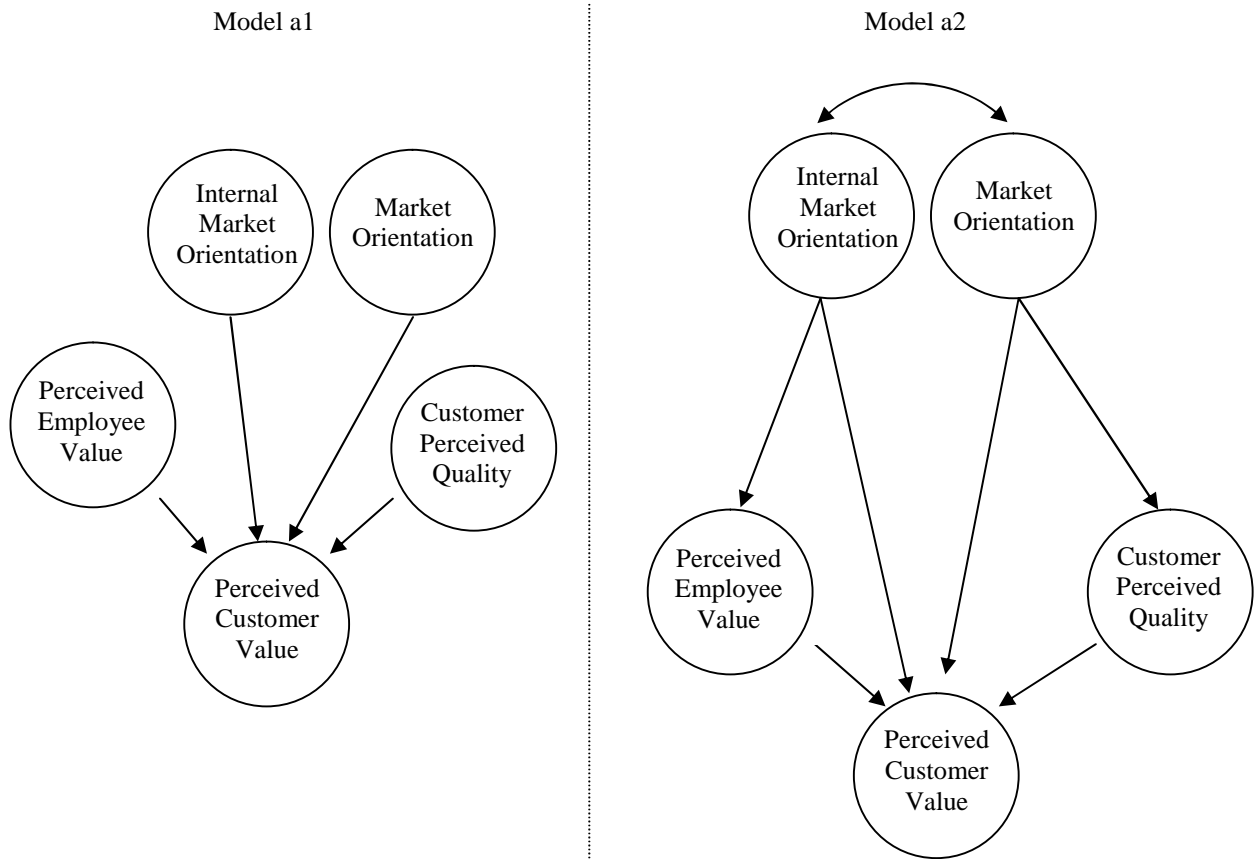 Model a1
Internal
Market
Orientation
Market
Orientation
Perceived
Employee
Value
Customer
Perceived
Quality
Perceived
Customer
Value
Model a2
Internal
Market
Orientation
Market
Orientation
Perceived
Employee
Value
Customer
Perceived
Quality
Perceived
Customer
Value